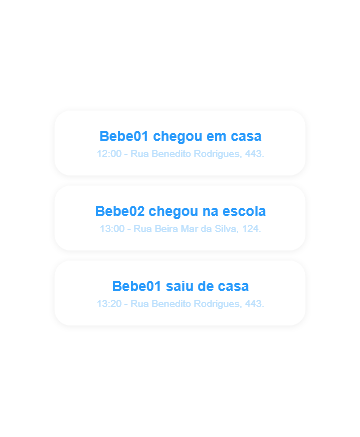 Bebe01 chegou em casa
12:00 - Rua Benedito Rodrigues, 443.
Bebe02 chegou na escola
13:00 - Rua Beira Mar da Silva, 124.
Bebe01 saiu de casa
13:20 - Rua Benedito Rodrigues, 443.